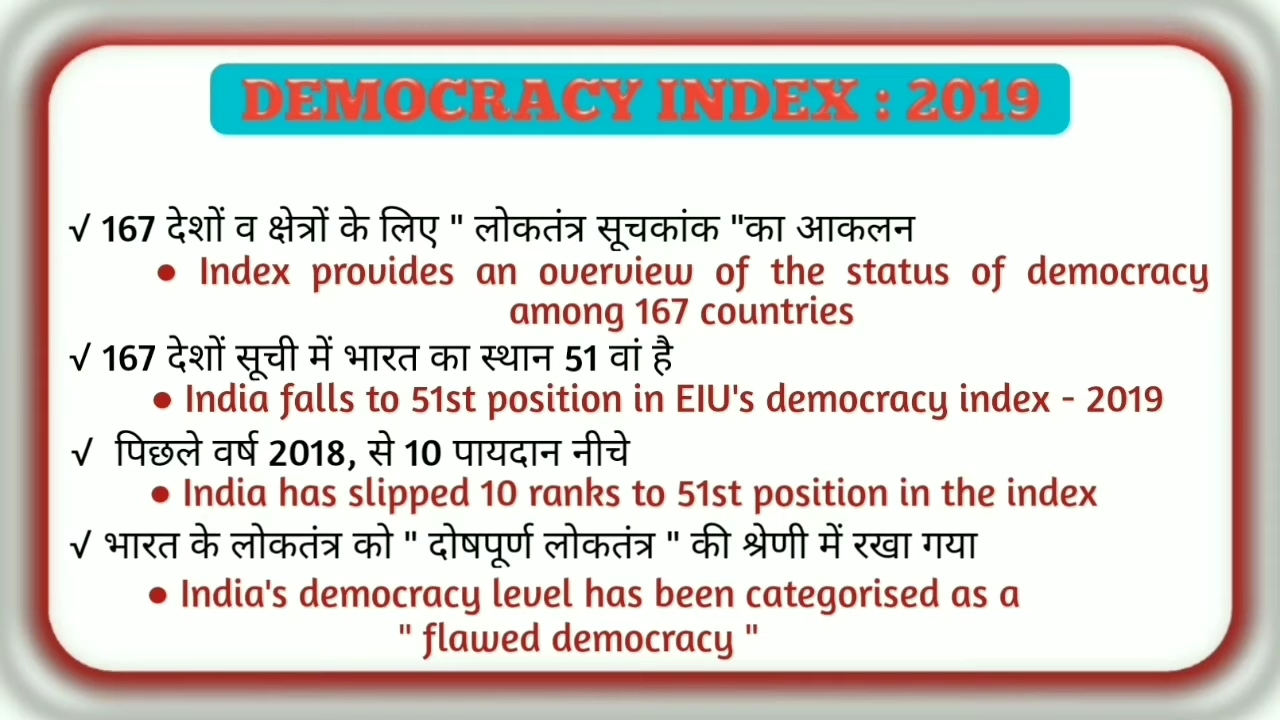 DEMOCRACY INDEX : 2019
√ 167 देशों व क्षेत्रों के लिए " लोकतंत्र सूचकांक "का आकलन
● Index provides an overview of the status of democracy
among 167 countries
√ 167 देशों सूची में भारत का स्थान 51 वां है
● India falls to 51st position in EIU's democracy index - 2019
√ पिछले वर्ष 2018, से 10 पायदान नीचे
● India has slipped 10 ranks to 51st position in the index
√ भारत के लोकतंत्र को " दोषपूर्ण लोकतंत्र " की श्रेणी में रखा गया
● India's democracy level has been categorised as a
" flawed democracy "